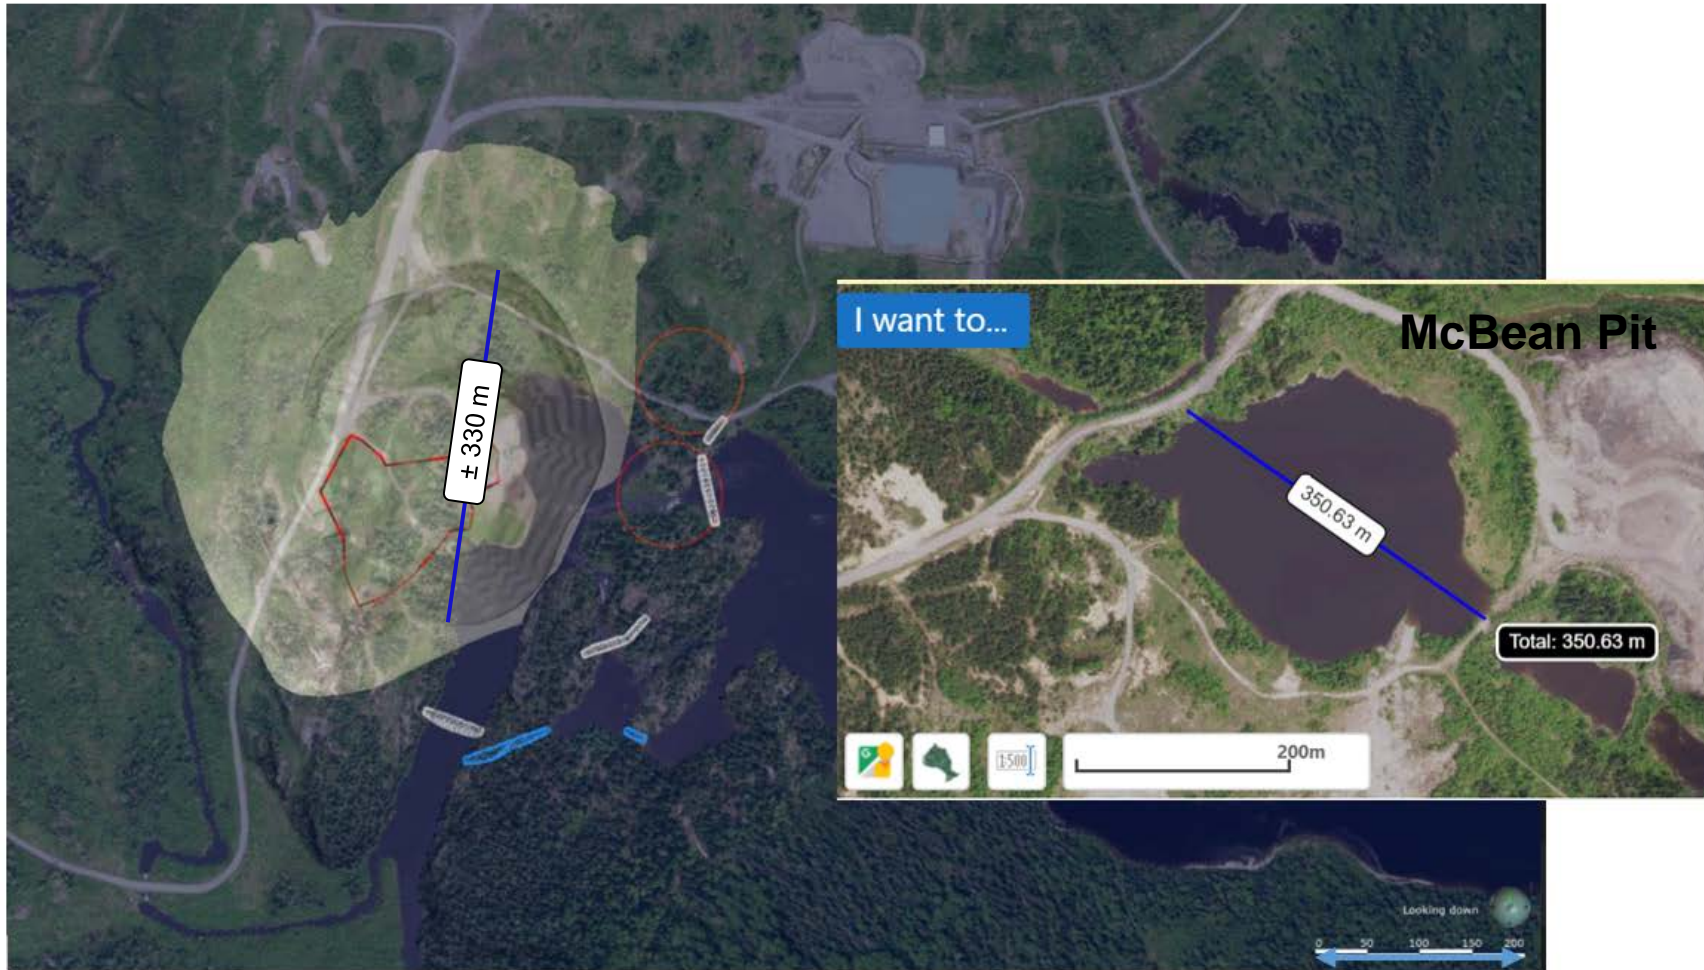 I want to...
McBean Pit
± 330 m
350.63 m
Total: 350.63 m
1:500
200m
Looking down
0 50 100 150 200